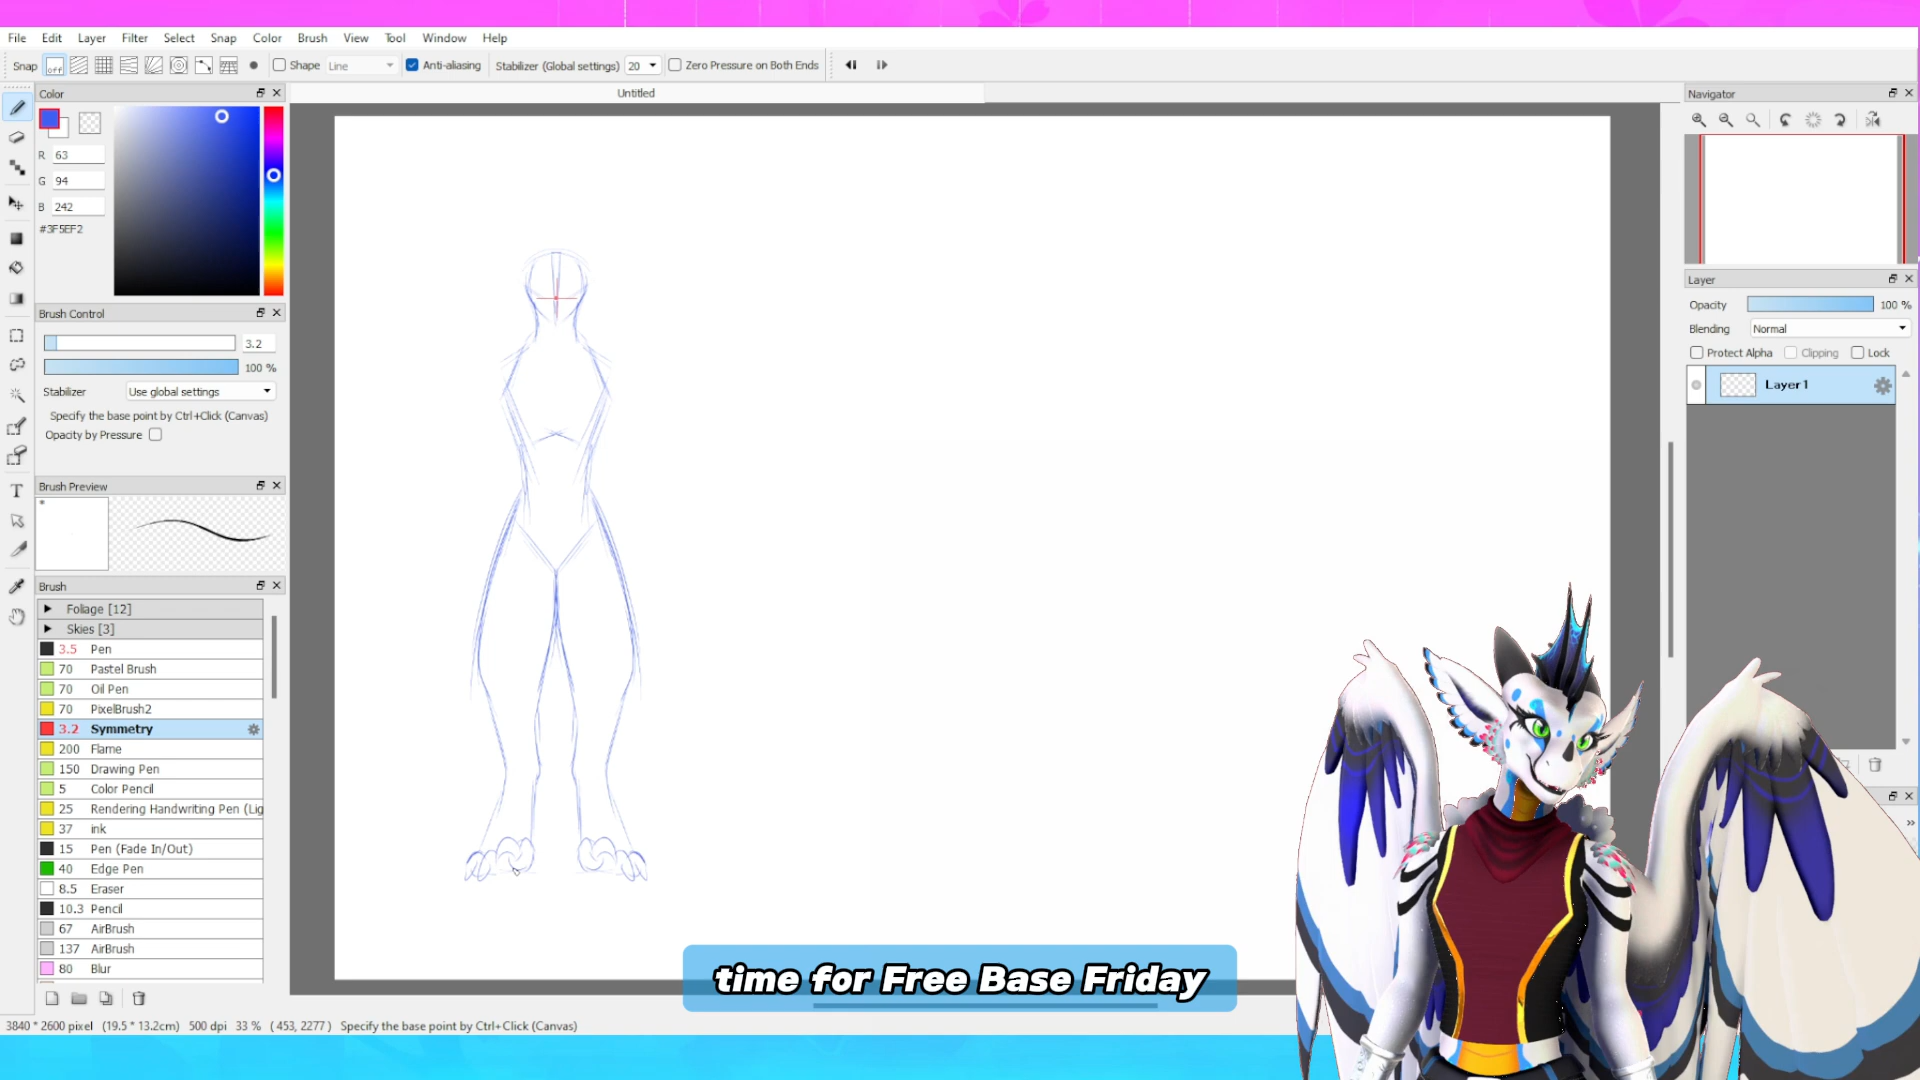 File Edit Layer Filter Select Snap Color Brush View Tool Window Help
Snap off Shape Line Anti-aliasing Stabilizer (Global settings) 20 Zero Pressure on Both Ends
Color
Untitled
Navigator
R 63
G 94
B 242
#3F5EF2
Layer
Opacity 100 %
Blending Normal
Protect Alpha Clipping Lock
Layer1
Brush Control
3.2
100 %
Stabilizer Use global settings
Specify the base point by Ctrl+Click (Canvas)
Opacity by Pressure
Brush Preview
Brush
Foliage [12]
Skies [3]
3.5 Pen
70 Pastel Brush
70 Oil Pen
70 PixelBrush2
3.2 Symmetry
200 Flame
150 Drawing Pen
5 Color Pencil
25 Rendering Handwriting Pen (Lig
37 ink
15 Pen (Fade In/Out)
40 Edge Pen
8.5 Eraser
10.3 Pencil
67 AirBrush
137 AirBrush
80 Blur
time for Free Base Friday
3840 * 2600 pixel (19.5 * 13.2cm) 500 dpi 33 % ( 453, 2277 ) Specify the base point by Ctrl+Click (Canvas)